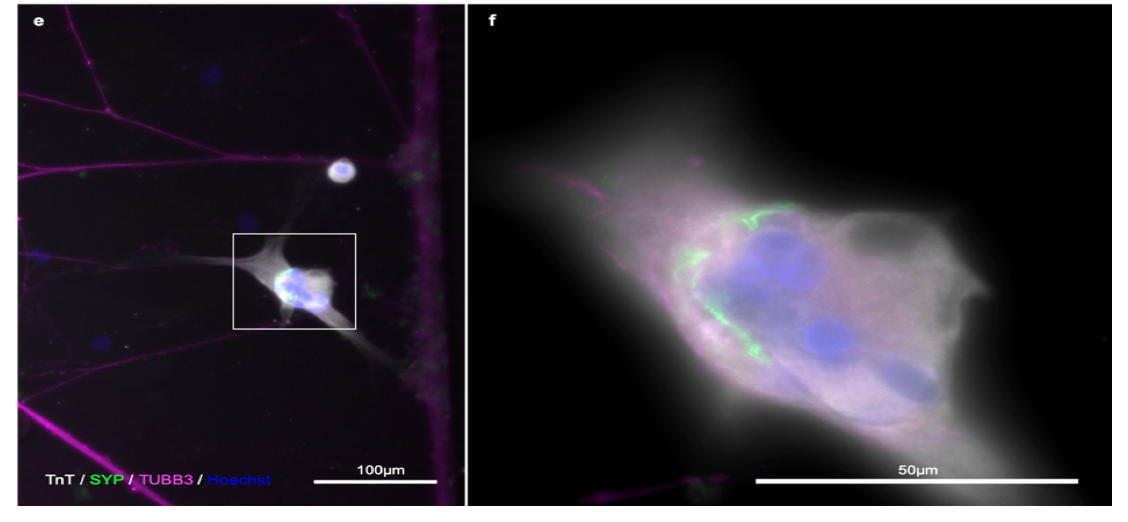 e
f
100µm
50µm
TnT / SYP / TUBB3 / Hoechst